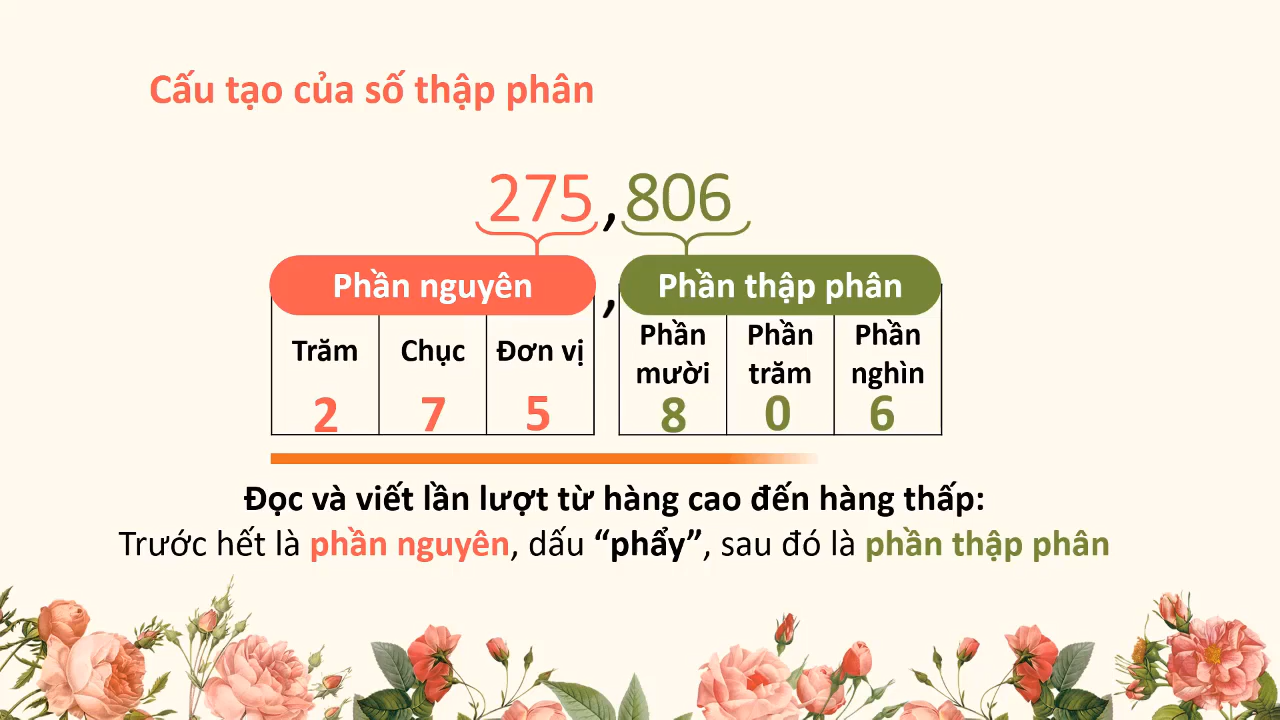 Cấu tạo của số thập phân
275,806
Phần nguyên , Phần thập phân
Trăm Chục Đơn vị Phần mười Phần trăm Phần nghìn
2 7 5 8 0 6
Đọc và viết lần lượt từ hàng cao đến hàng thấp:
Trước hết là phần nguyên, dấu “phẩy”, sau đó là phần thập phân